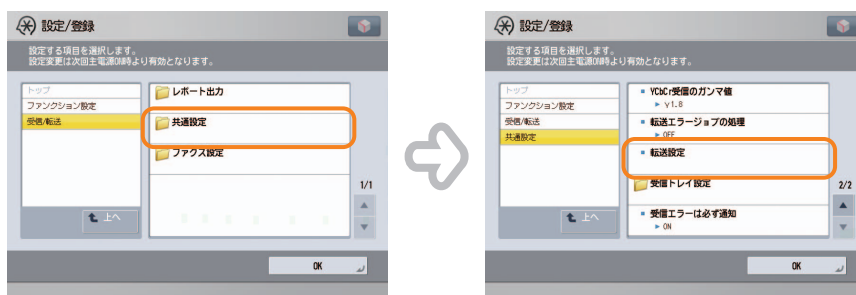 設定/登録
設定する項目を選択します。
設定変更は次回主電源ON時より有効となります。
トップ
ファンクション設定
受信/転送
レポート出力
共通設定
ファクス設定
1/1
上へ
OK
設定/登録
設定する項目を選択します。
設定変更は次回主電源ON時より有効となります。
トップ
ファンクション設定
受信/転送
共通設定
YCbCr受信のガンマ値
γ1.8
転送エラージョブの処理
OFF
転送設定
受信トレイ設定
受信エラーは必ず通知
ON
2/2
上へ
OK